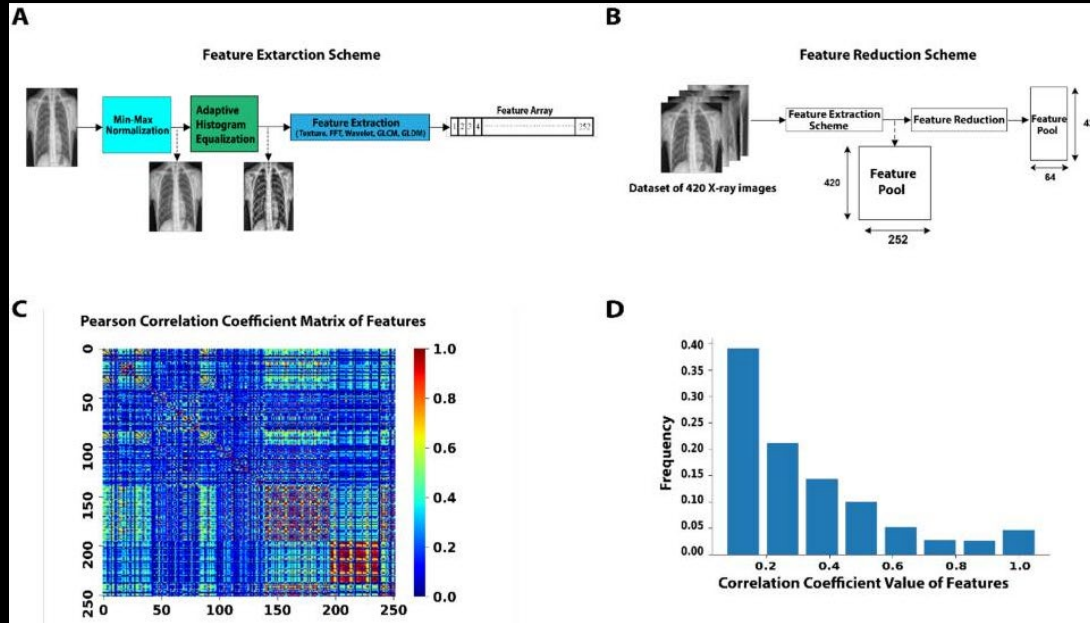 A
Feature Extarction Scheme
Min-Max
Normalization
Adaptive
Histogram
Equalization
Feature Extraction
(Texture, FPT, Wavelet, GLCM, GLDM)
Feature Array
1 2 3 4 252
B
Feature Reduction Scheme
Dataset of 420 X-ray images
Feature Extraction
Scheme
Feature Reduction
Feature
Pool
64
420
Feature
Pool
252
C
Pearson Correlation Coefficient Matrix of Features
0
50
100
150
200
250
0 50 100 150 200 250
1.0
0.8
0.6
0.4
0.2
0.0
D
Frequency
0.40
0.35
0.30
0.25
0.20
0.15
0.10
0.05
0.00
0.2 0.4 0.6 0.8 1.0
Correlation Coefficient Value of Features